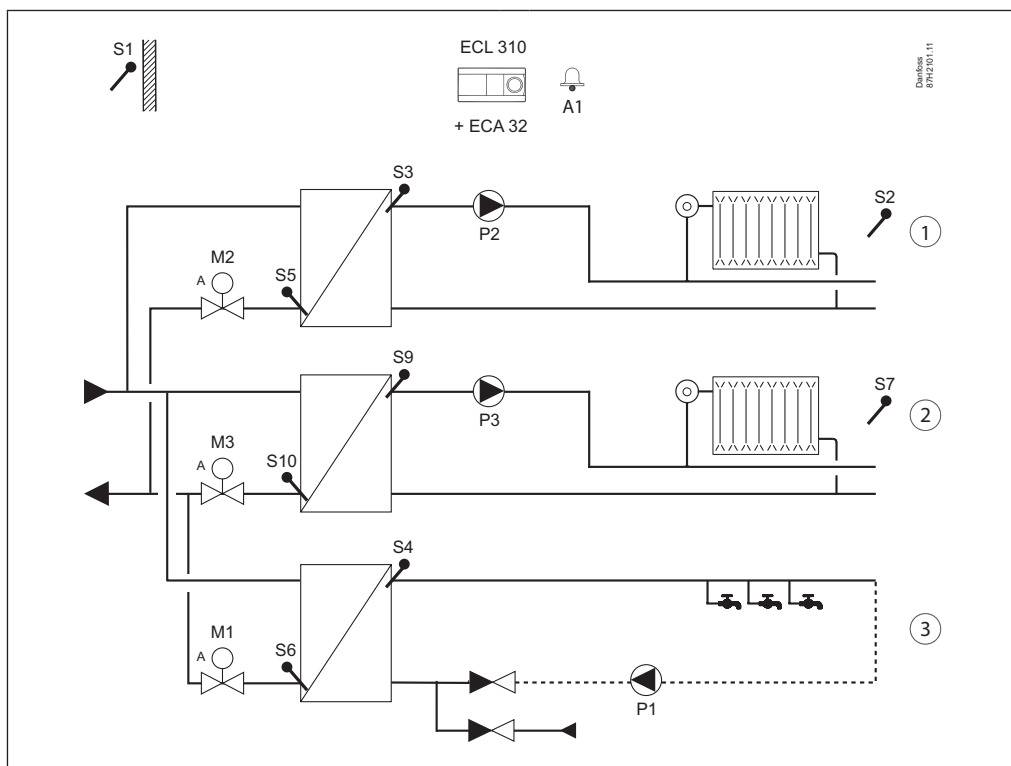 S1
ECL 310
+ ECA 32
A1
Danfoss
87H2101.11
S3
P2
S2
1
M2
A
S5
S9
P3
S7
2
M3
A
S10
S4
3
M1
A
S6
P1